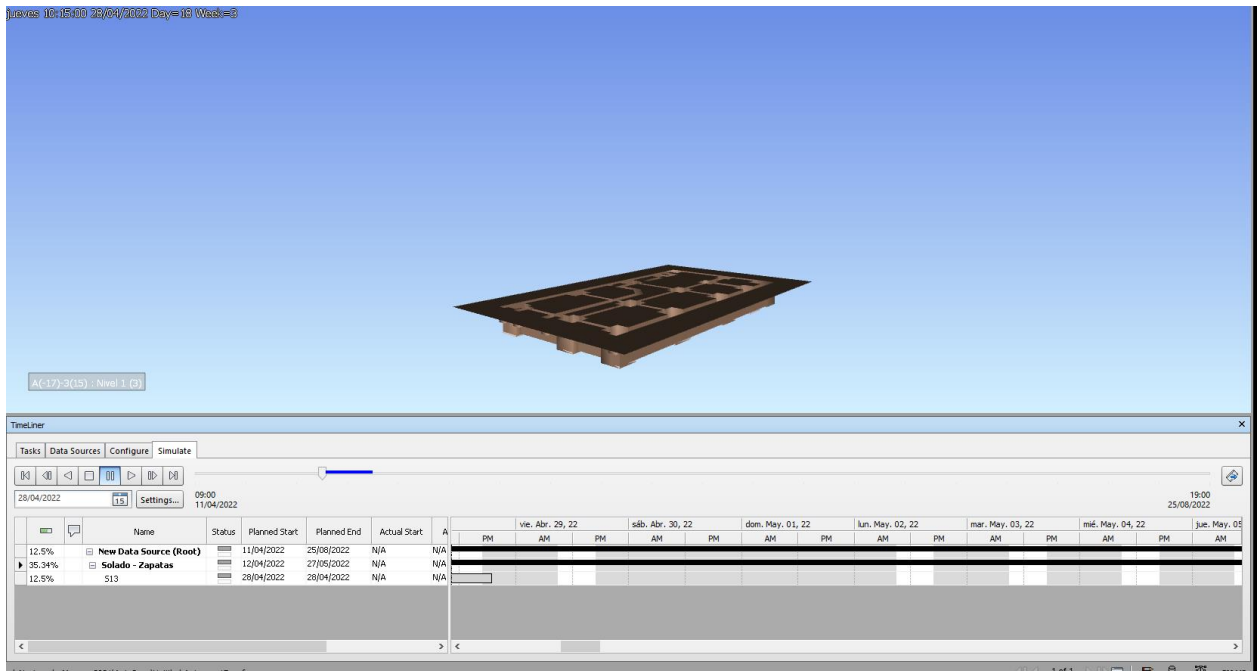 jueves 10:15:00 28/04/2022 Day=18 Week=3
A(-17)-3(15) : Nivel 1 (3)
TimeLiner
Tasks Data Sources Configure Simulate
28/04/2022 15 Settings... 09:00 11/04/2022 19:00 25/08/2022
Name Status Planned Start Planned End Actual Start A
vie. Abr. 29, 22 sáb. Abr. 30, 22 dom. May. 01, 22 lun. May. 02, 22 mar. May. 03, 22 mié. May. 04, 22 jue. May. 05
PM AM PM AM PM AM PM AM PM AM PM AM PM AM
12.5% New Data Source (Root) 11/04/2022 25/08/2022 N/A N/A
35.34% Solado - Zapatas 12/04/2022 27/05/2022 N/A N/A
12.5% S13 28/04/2022 28/04/2022 N/A N/A
1 of 1